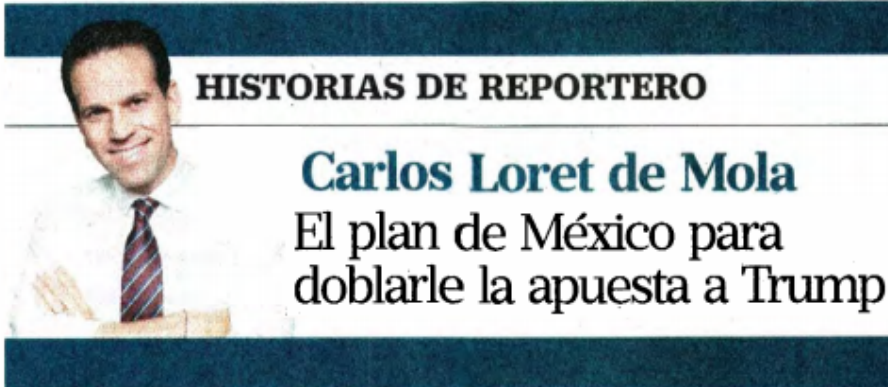 HISTORIAS DE REPORTERO
Carlos Loret de Mola
El plan de México para
doblarle la apuesta a Trump